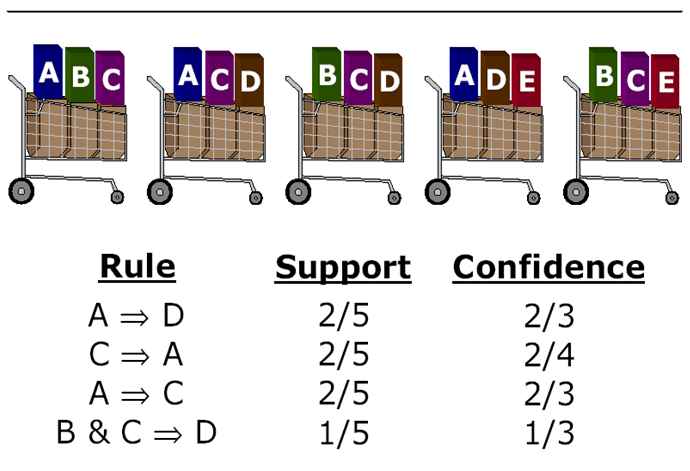 A B C A C D B C D A D E B C E
Rule Support Confidence
A ⇒ D 2/5 2/3
C ⇒ A 2/5 2/4
A ⇒ C 2/5 2/3
B & C ⇒ D 1/5 1/3